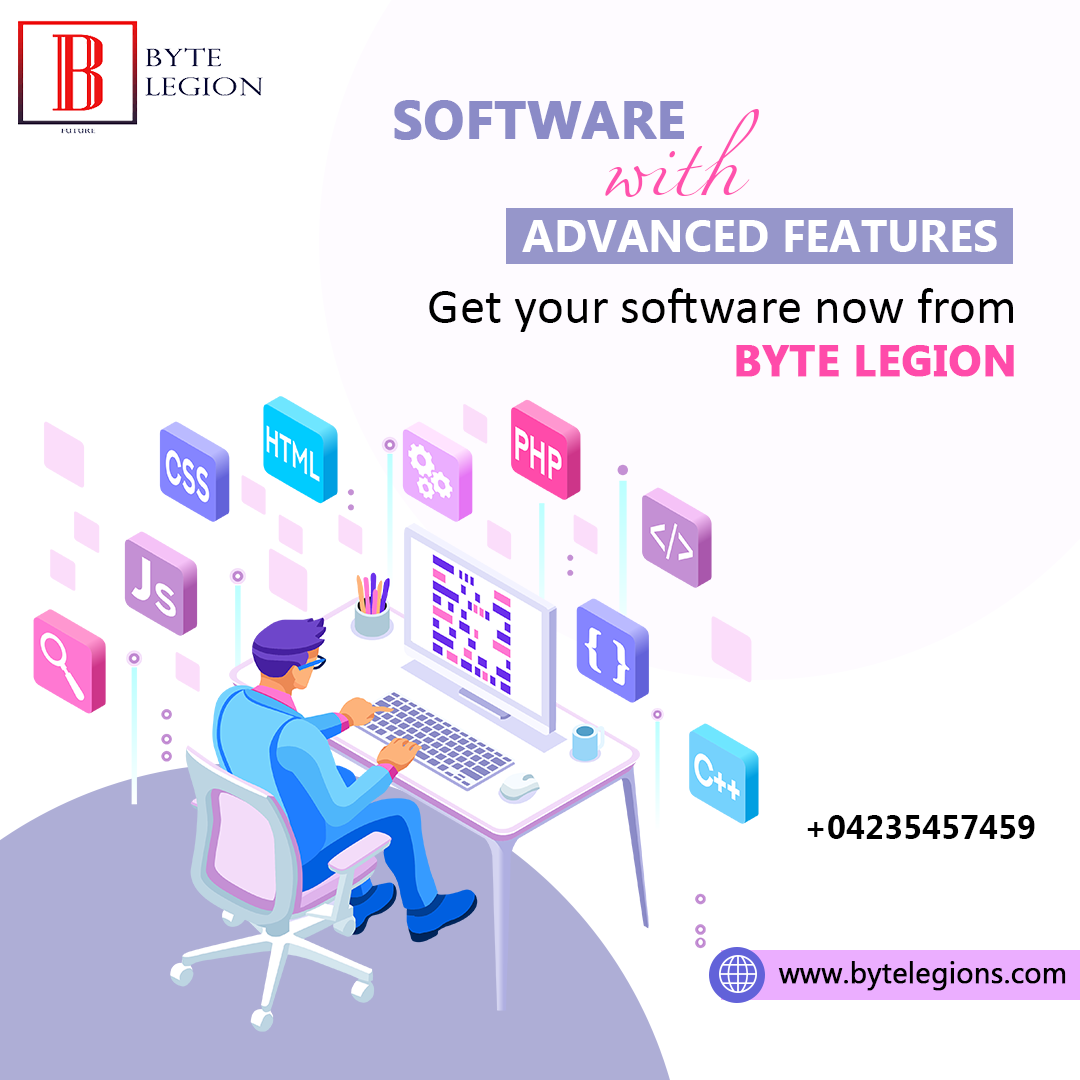 B
BYTE
LEGION
FUTURE
SOFTWARE
with
ADVANCED FEATURES
Get your software now from
BYTE LEGION
HTML
PHP
CSS
</>
Js
{ }
C++
+04235457459
www.bytelegions.com